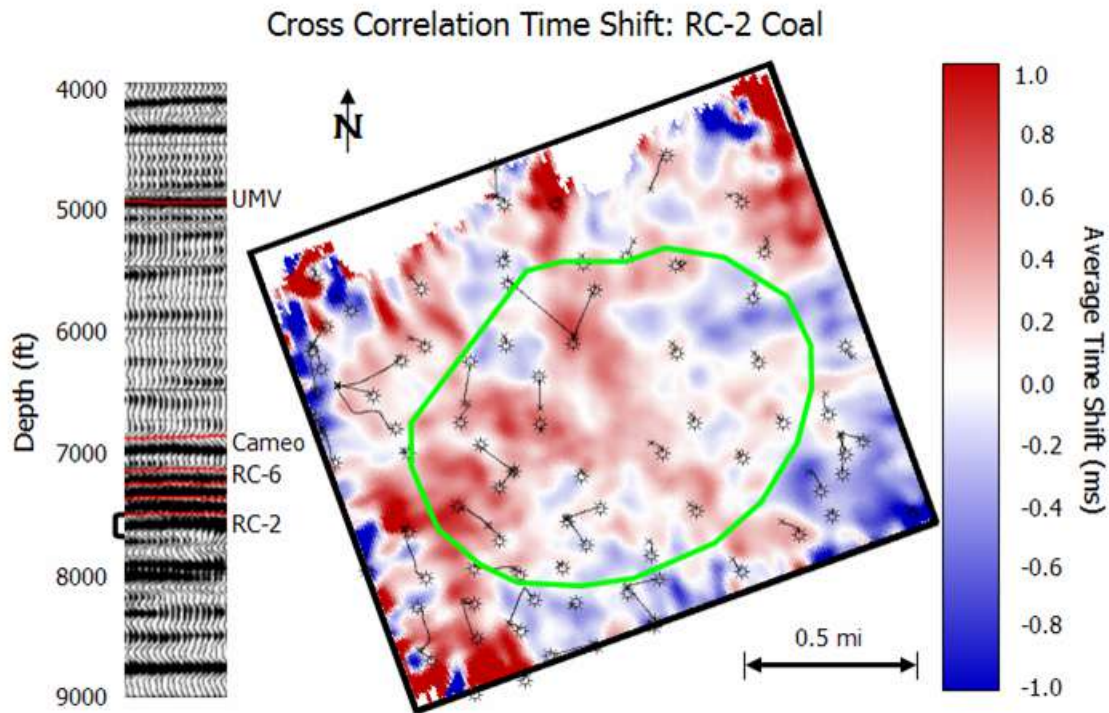 Cross Correlation Time Shift: RC-2 Coal
Depth (ft)
4000
5000
6000
7000
8000
9000
UMV
Cameo
RC-6
RC-2
N
0.5 mi
1.0
0.8
0.6
0.4
0.2
0.0
-0.2
-0.4
-0.6
-0.8
-1.0
Average Time Shift (ms)